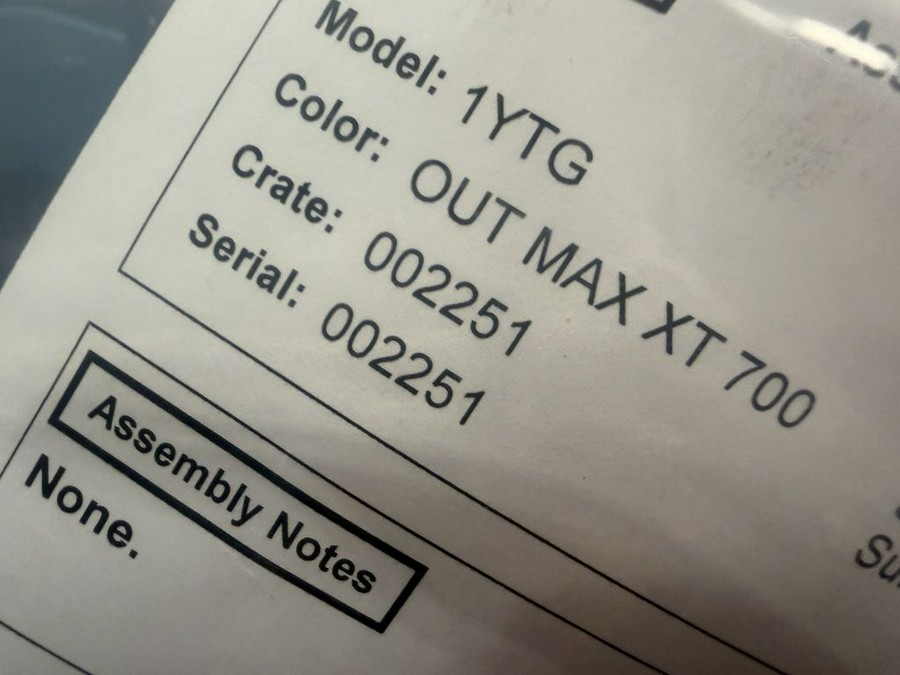 Model: 1YTG
Color: OUT MAX XT 700
Crate: 002251
Serial: 002251
Assembly Notes
None.